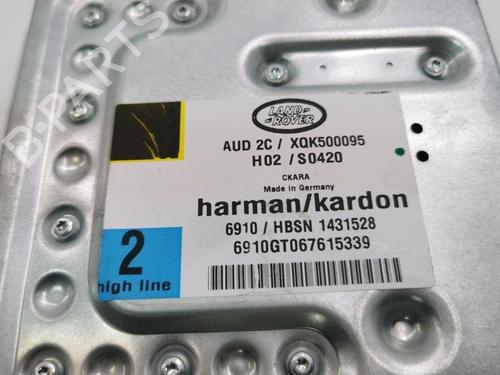 B-PARTS
LAND
ROVER
AUD 2C / XQK500095
H02 / S0420
CKARA
Made in Germany
harman/kardon
6910 / HBSN 1431528
6910GT067615339
2
high line